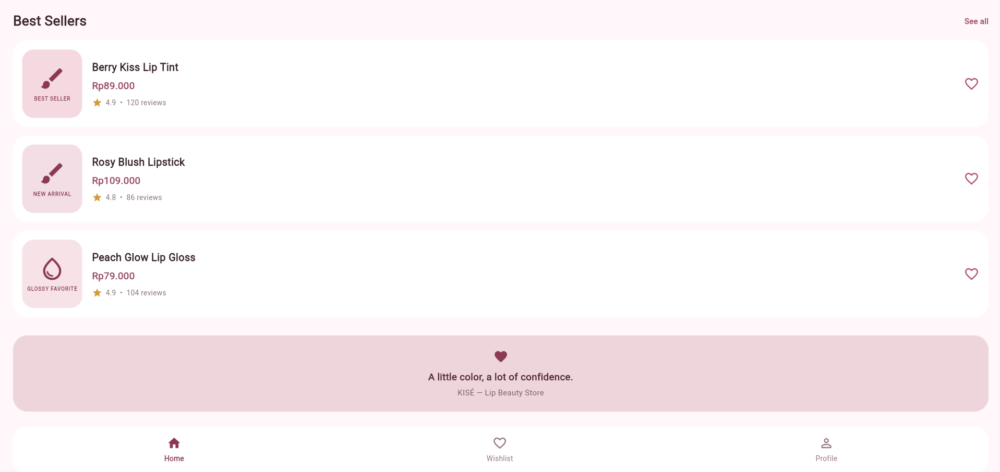 Best Sellers
See all
BEST SELLER
Berry Kiss Lip Tint
Rp89.000
4.9 • 120 reviews
NEW ARRIVAL
Rosy Blush Lipstick
Rp109.000
4.8 • 86 reviews
GLOSSY FAVORITE
Peach Glow Lip Gloss
Rp79.000
4.9 • 104 reviews
A little color, a lot of confidence.
KISÉ — Lip Beauty Store
Home
Wishlist
Profile